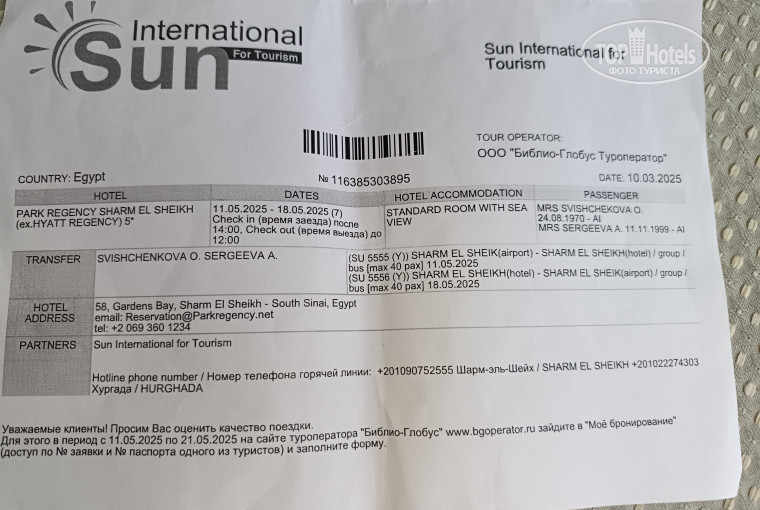 International
Sun
For Tourism
Sun International for
Tourism
TOP Hotels
ФОТО ТУРИСТА
TOUR OPERATOR:
ООО "Библио-Глобус Туроператор"
COUNTRY: Egypt
№ 116385303895
DATE: 10.03.2025
HOTEL DATES HOTEL ACCOMMODATION PASSENGER
PARK REGENCY SHARM EL SHEIKH
(ex.HYATT REGENCY) 5*
11.05.2025 - 18.05.2025 (7)
Check in (время заезда) после
14:00, Check out (время выезда) до
12:00
STANDARD ROOM WITH SEA
VIEW
MRS SVISHCHEKOVA O.
24.08.1970 - AI
MRS SERGEEVA A. 11.11.1999 - AI
TRANSFER
SVISHCHENKOVA O. SERGEEVA A.
(SU 5555 (Y)) SHARM EL SHEIK(airport) - SHARM EL SHEIKH(hotel) / group /
bus [max 40 pax] 11.05.2025
(SU 5556 (Y)) SHARM EL SHEIKH(hotel) - SHARM EL SHEIK(airport) / group /
bus [max 40 pax] 18.05.2025
HOTEL
ADDRESS
58, Gardens Bay, Sharm El Sheikh - South Sinai, Egypt
email: Reservation@Parkregency.net
tel: +2 069 360 1234
PARTNERS
Sun International for Tourism
Hotline phone number / Номер телефона горячей линии: +201090752555 Шарм-эль-Шейх / SHARM EL SHEIKH +201022274303
Хургада / HURGHADA
Уважаемые клиенты! Просим Вас оценить качество поездки.
Для этого в период с 11.05.2025 по 21.05.2025 на сайте туроператора "Библио-Глобус" www.bgoperator.ru зайдите в "Моё бронирование"
(доступ по № заявки и № паспорта одного из туристов) и заполните форму.